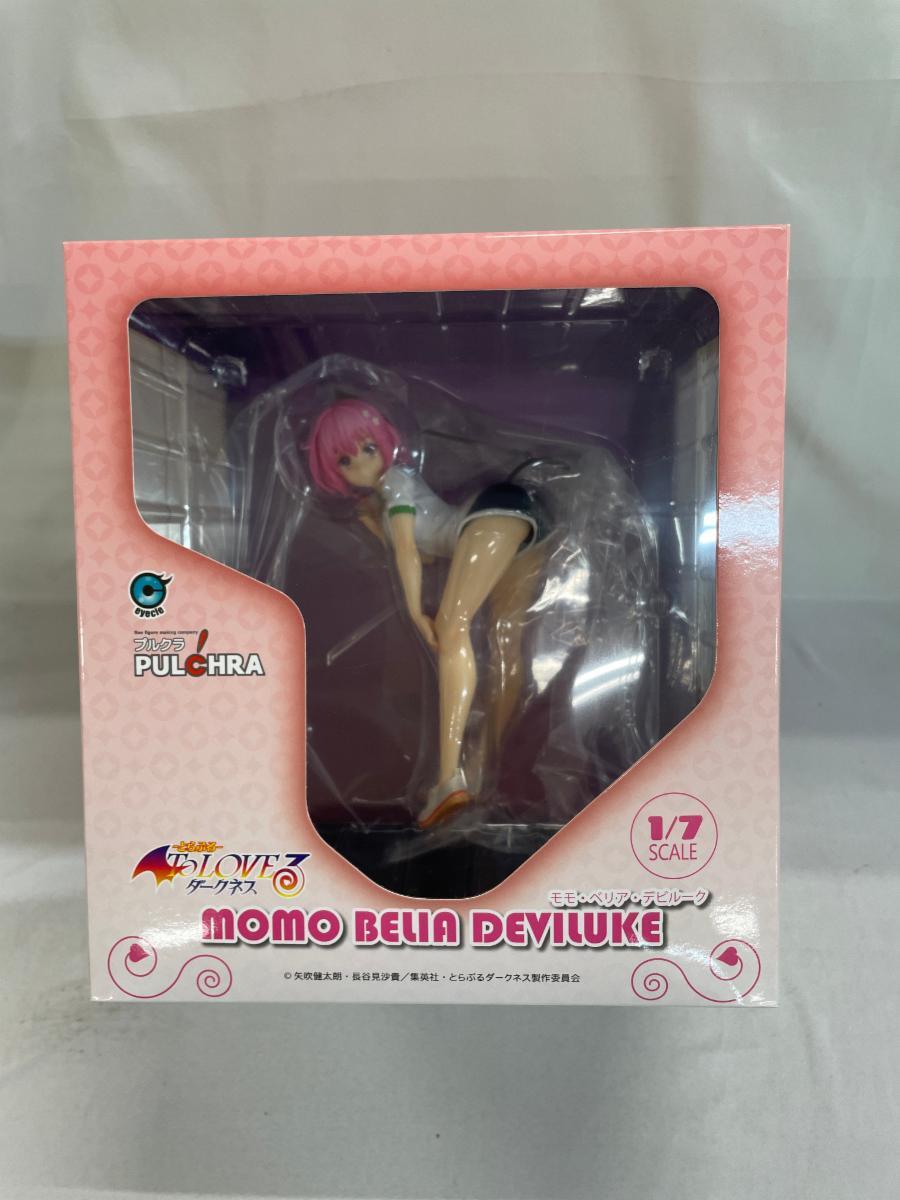 eyecle
fine figure making company
プルクラ
PULCHRA
1/7
SCALE
-とらぶる-
To LOVEる
ダークネス
モモ・ベリア・デビルーク
MOMO BELIA DEVILUKE
© 矢吹健太朗・長谷見沙貴／集英社・とらぶるダークネス製作委員会